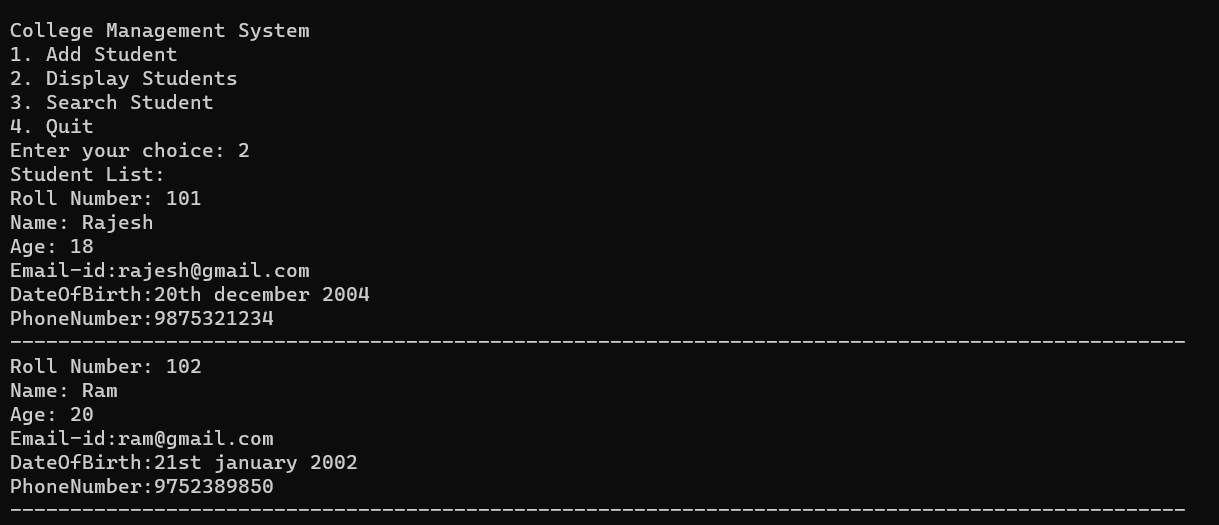 College Management System
1. Add Student
2. Display Students
3. Search Student
4. Quit
Enter your choice: 2
Student List:
Roll Number: 101
Name: Rajesh
Age: 18
Email-id:rajesh@gmail.com
DateOfBirth:20th december 2004
PhoneNumber:9875321234
--------------------------------------------------------------------------------------------------
Roll Number: 102
Name: Ram
Age: 20
Email-id:ram@gmail.com
DateOfBirth:21st january 2002
PhoneNumber:9752389850
--------------------------------------------------------------------------------------------------